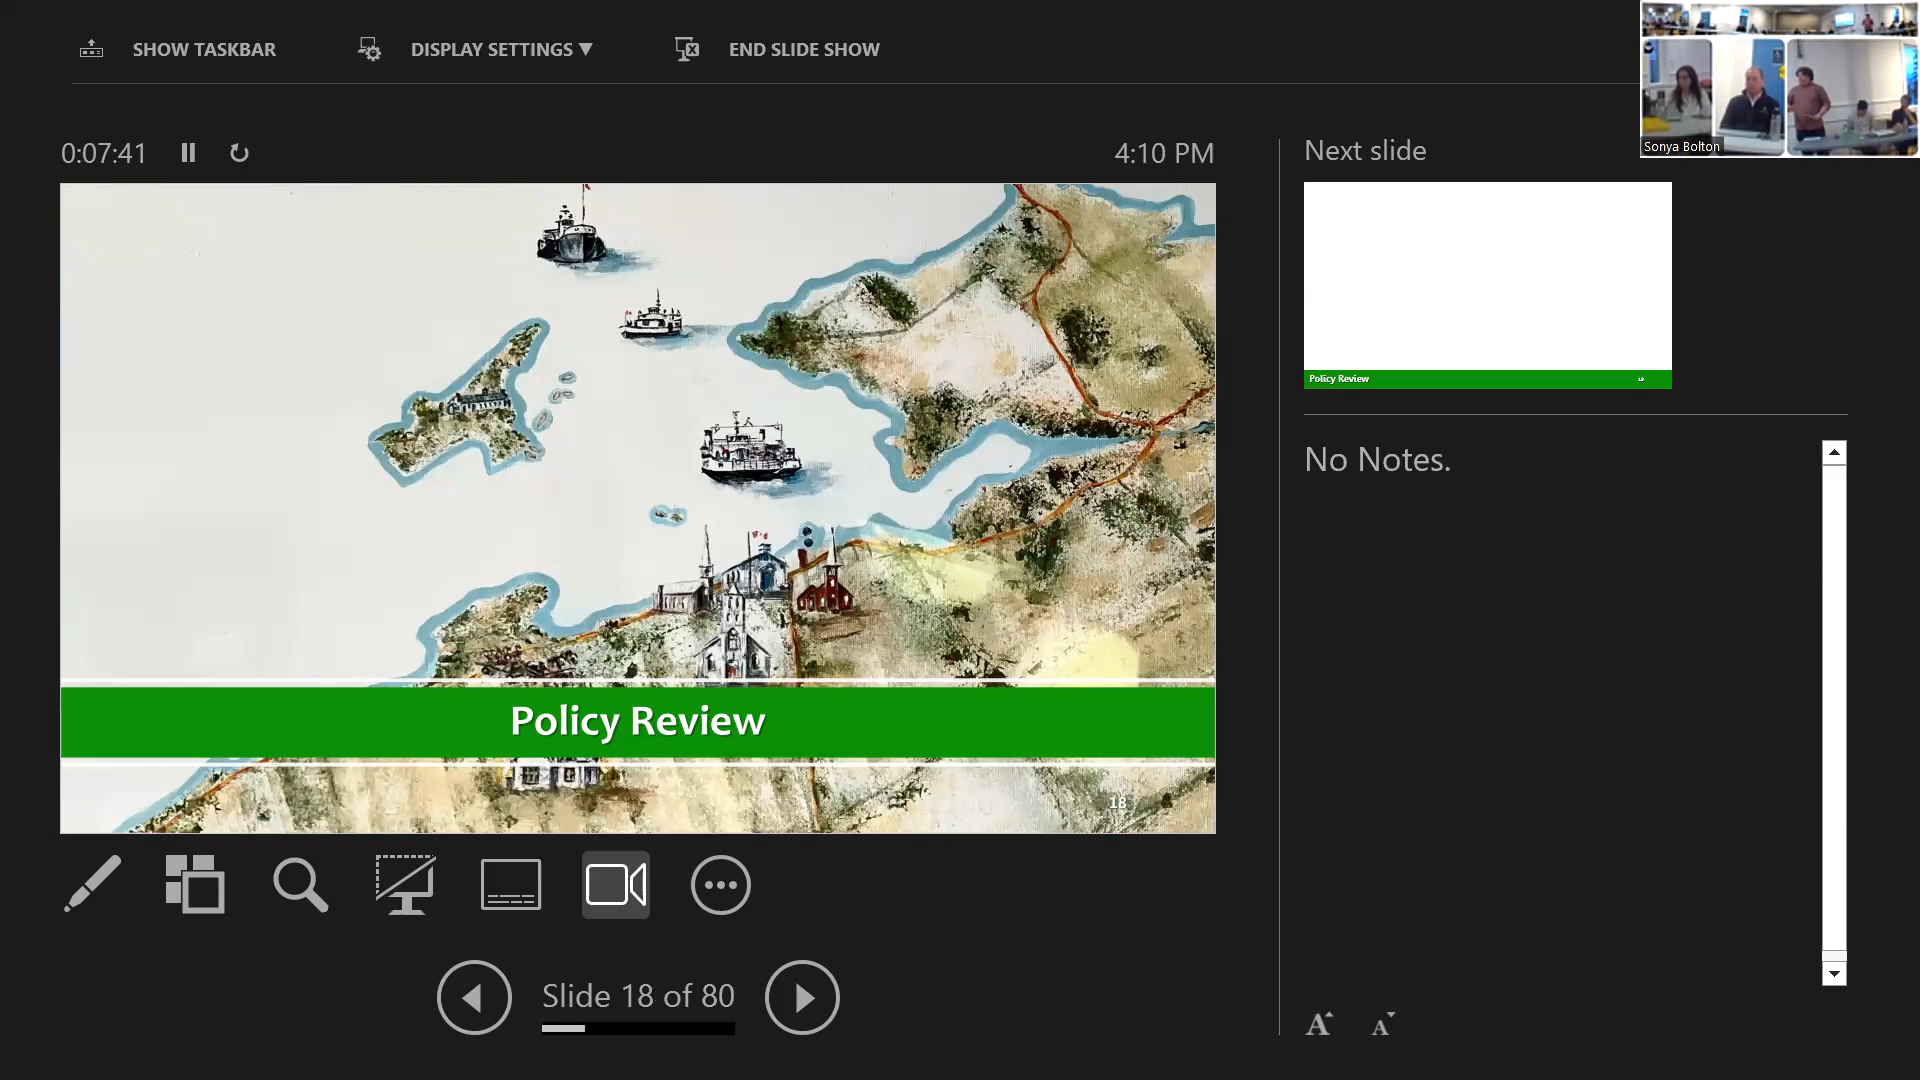 SHOW TASKBAR
DISPLAY SETTINGS ▼
END SLIDE SHOW
Sonya Bolton
0:07:41
4:10 PM
Next slide
Policy Review
No Notes.
Policy Review
18
Slide 18 of 80
A
A